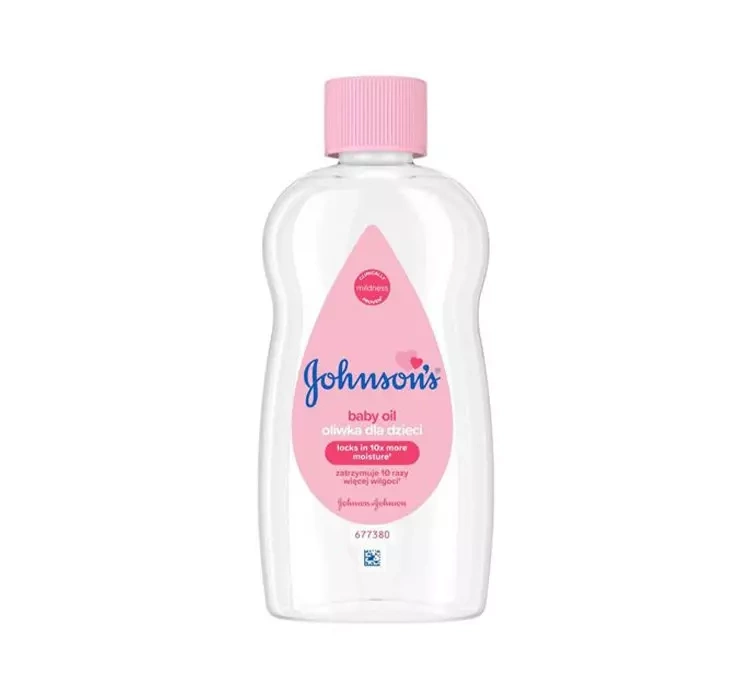 CLINICALLY
mildness
PROVEN*
Johnson's®
baby oil
oliwka dla dzieci
locks in 10x more
moisture†
zatrzymuje 10 razy
więcej wilgoci†
Johnson & Johnson
677380